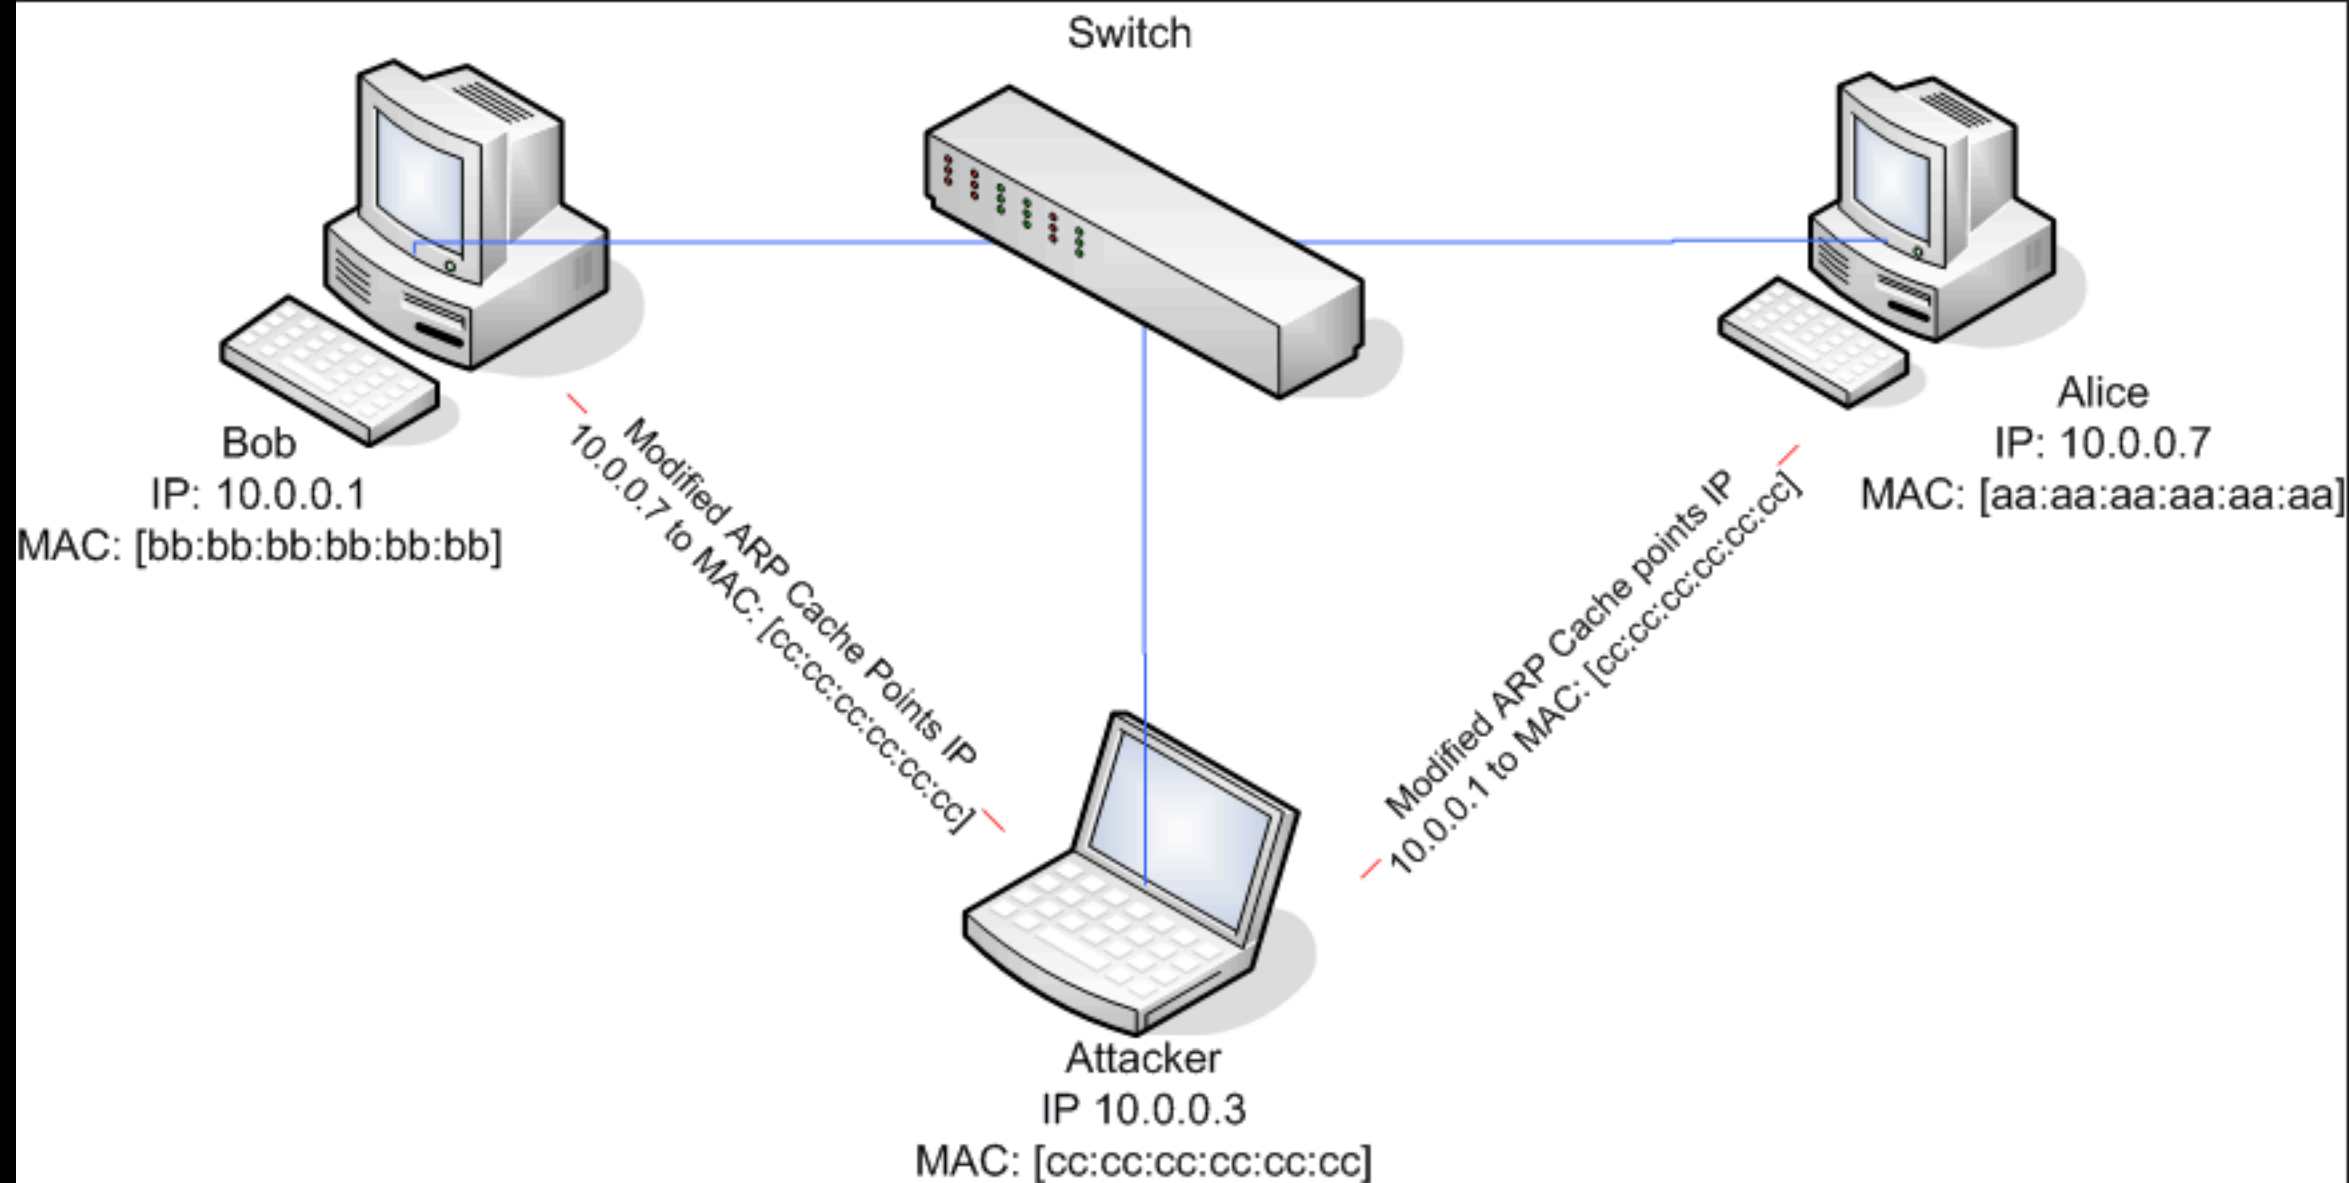 Switch
Bob
IP: 10.0.0.1
MAC: [bb:bb:bb:bb:bb:bb]
Alice
IP: 10.0.0.7
MAC: [aa:aa:aa:aa:aa:aa]
Modified ARP Cache Points IP
10.0.0.7 to MAC: [cc:cc:cc:cc:cc:cc]
Modified ARP Cache points IP
10.0.0.1 to MAC: [cc:cc:cc:cc:cc:cc]
Attacker
IP 10.0.0.3
MAC: [cc:cc:cc:cc:cc:cc]